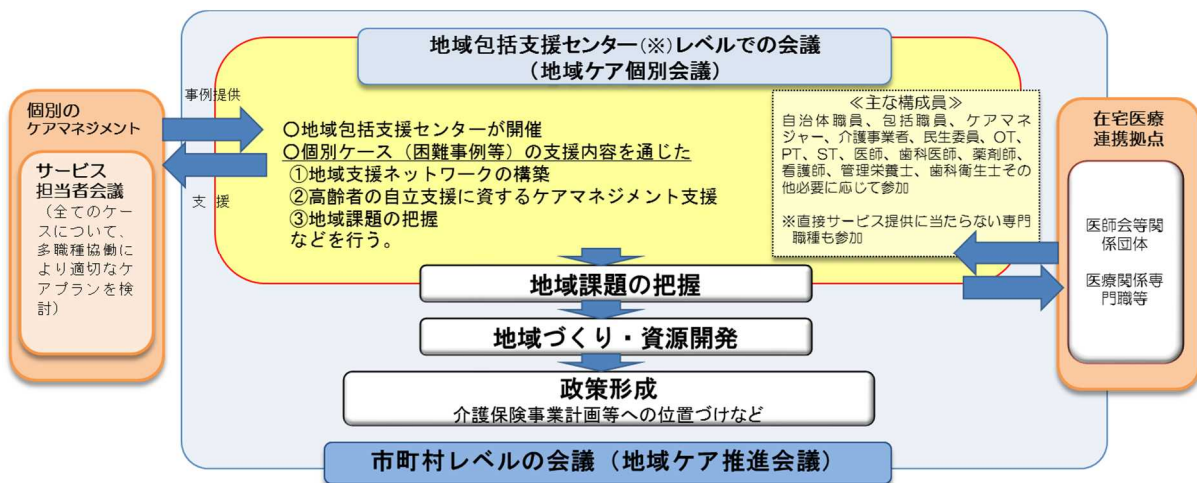 地域包括支援センター(※)レベルでの会議
(地域ケア個別会議)
個別の
ケアマネジメント
サービス
担当者会議
(全てのケー
スについて、
多職種協働に
より適切なケ
アプランを検
討)
事例提供
支 援
〇地域包括支援センターが開催
〇個別ケース(困難事例等)の支援内容を通じた
①地域支援ネットワークの構築
②高齢者の自立支援に資するケアマネジメント支援
③地域課題の把握
などを行う。
≪主な構成員≫
自治体職員、包括職員、ケアマネ
ジャー、介護事業者、民生委員、OT、
PT、ST、医師、歯科医師、薬剤師、
看護師、管理栄養士、歯科衛生士その
他必要に応じて参加
※直接サービス提供に当たらない専門
職種も参加
在宅医療
連携拠点
医師会等関
係団体
医療関係専
門職等
地域課題の把握
地域づくり・資源開発
政策形成
介護保険事業計画等への位置づけなど
市町村レベルの会議(地域ケア推進会議)